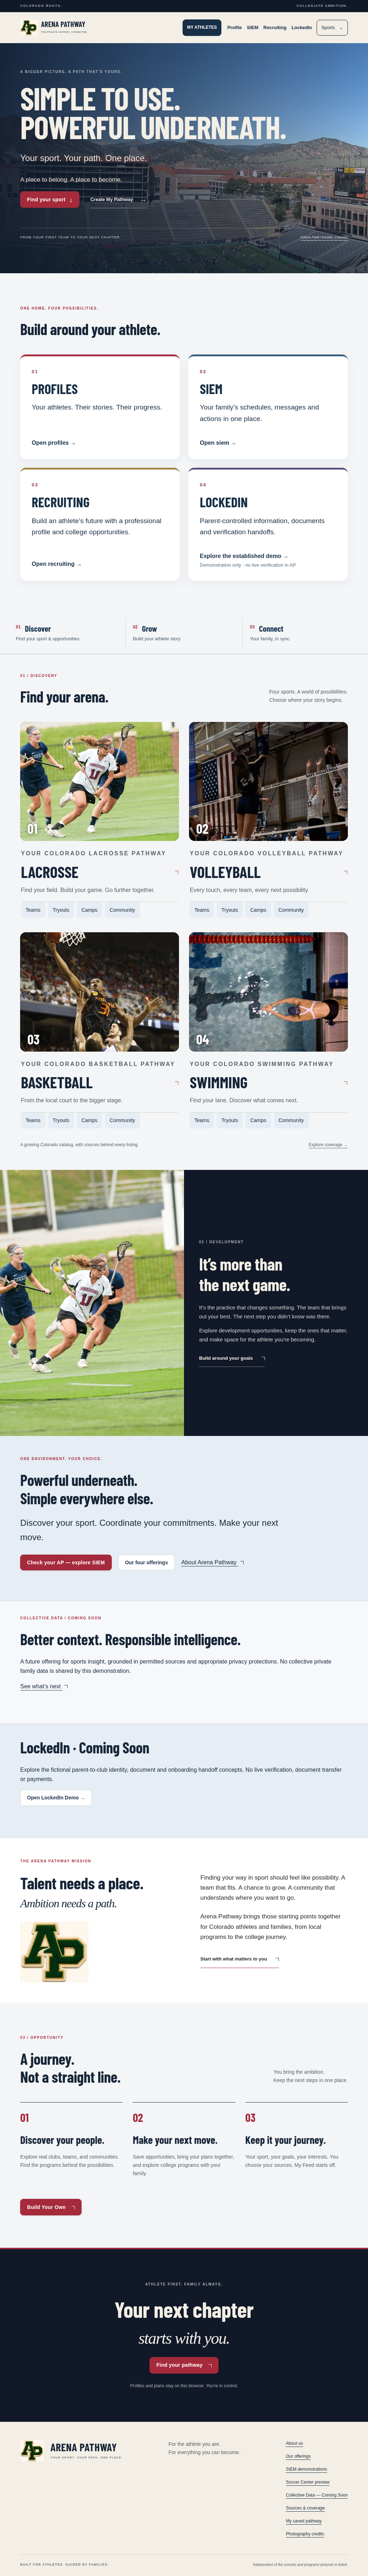 COLORADO ROOTS.
COLLEGIATE AMBITION.
AP
ARENA PATHWAY
MY ATHLETES
Profile
SIEM
Recruiting
LockedIn
Sports
A BIGGER PICTURE. A PATH THAT'S YOURS.
SIMPLE TO USE.
POWERFUL UNDERNEATH.
Your sport. Your path. One place.
A place to belong. A place to become.
Find your sport ↓
Create My Pathway →
FROM YOUR FIRST TEAM TO YOUR NEXT CHAPTER
ONE HOME. FOUR POSSIBILITIES.
Build around your athlete.
01
PROFILES
Your athletes. Their stories. Their progress.
Open profiles →
02
SIEM
Your family's schedules, messages and
actions in one place.
Open siem →
03
RECRUITING
Build an athlete's future with a professional
profile and college opportunities.
Open recruiting →
04
LOCKEDIN
Parent-controlled information, documents
and verification handoffs.
Explore the established demo →
Demonstration only · no live verification in AP
01 Discover
Find your sport & opportunities
02 Grow
Build your athlete story
03 Connect
Your family, in sync
01 / DISCOVERY
Find your arena.
Four sports. A world of possibilities.
Choose where your story begins.
01
YOUR COLORADO LACROSSE PATHWAY
LACROSSE
Find your field. Build your game. Go further together.
Teams
Tryouts
Camps
Community
02
YOUR COLORADO VOLLEYBALL PATHWAY
VOLLEYBALL
Every touch, every team, every next possibility.
Teams
Tryouts
Camps
Community
03
YOUR COLORADO BASKETBALL PATHWAY
BASKETBALL
From the local court to the bigger stage.
Teams
Tryouts
Camps
Community
04
YOUR COLORADO SWIMMING PATHWAY
SWIMMING
Find your lane. Discover what comes next.
Teams
Tryouts
Camps
Community
A growing Colorado catalog, with sources behind every listing.
Explore coverage →
02 / DEVELOPMENT
It's more than
the next game.
It's the practice that changes something. The team that brings
out your best. The next step you didn't know was there.
Explore development opportunities, keep the ones that matter,
and make space for the athlete you're becoming.
Build around your goals
ONE ENVIRONMENT, YOUR CHOICE.
Powerful underneath.
Simple everywhere else.
Discover your sport. Coordinate your commitments. Make your next
move.
Check your AP — explore SIEM
Our four offerings
About Arena Pathway
COLLECTIVE DATA / COMING SOON
Better context. Responsible intelligence.
A future offering for sports insight, grounded in permitted sources and appropriate privacy protections. No collective private
family data is shared by this demonstration.
See what's next
LockedIn · Coming Soon
Explore the fictional parent-to-club identity, document and onboarding handoff concepts. No live verification, document transfer
or payments.
Open LockedIn Demo →
THE ARENA PATHWAY MISSION
Talent needs a place.
Ambition needs a path.
AP
Finding your way in sport should feel like possibility. A
team that fits. A chance to grow. A community that
understands where you want to go.
Arena Pathway brings those starting points together
for Colorado athletes and families, from local
programs to the college journey.
Start with what matters to you
03 / OPPORTUNITY
A journey.
Not a straight line.
You bring the ambition.
Keep the next steps in one place.
01
Discover your people.
Explore real clubs, teams, and communities.
Find the programs behind the possibilities.
02
Make your next move.
Save opportunities, bring your plans together,
and explore college programs with your
family.
03
Keep it your journey.
Your sport, your goals, your interests. You
choose your sources. My Feed starts off.
Build Your Own
ATHLETE FIRST. FAMILY ALWAYS.
Your next chapter
starts with you.
Find your pathway
Profiles and plans stay on this browser. You're in control.
AP
ARENA PATHWAY
YOUR SPORT. YOUR PATH. ONE PLACE.
For the athlete you are.
For everything you can become.
About us
Our offerings
SIEM demonstrations
Soccer Center preview
Collective Data — Coming Soon
Sources & coverage
My saved pathway
Photography credits
BUILT FOR ATHLETES. GUIDED BY FAMILIES.
Independent of the schools and programs pictured or listed.